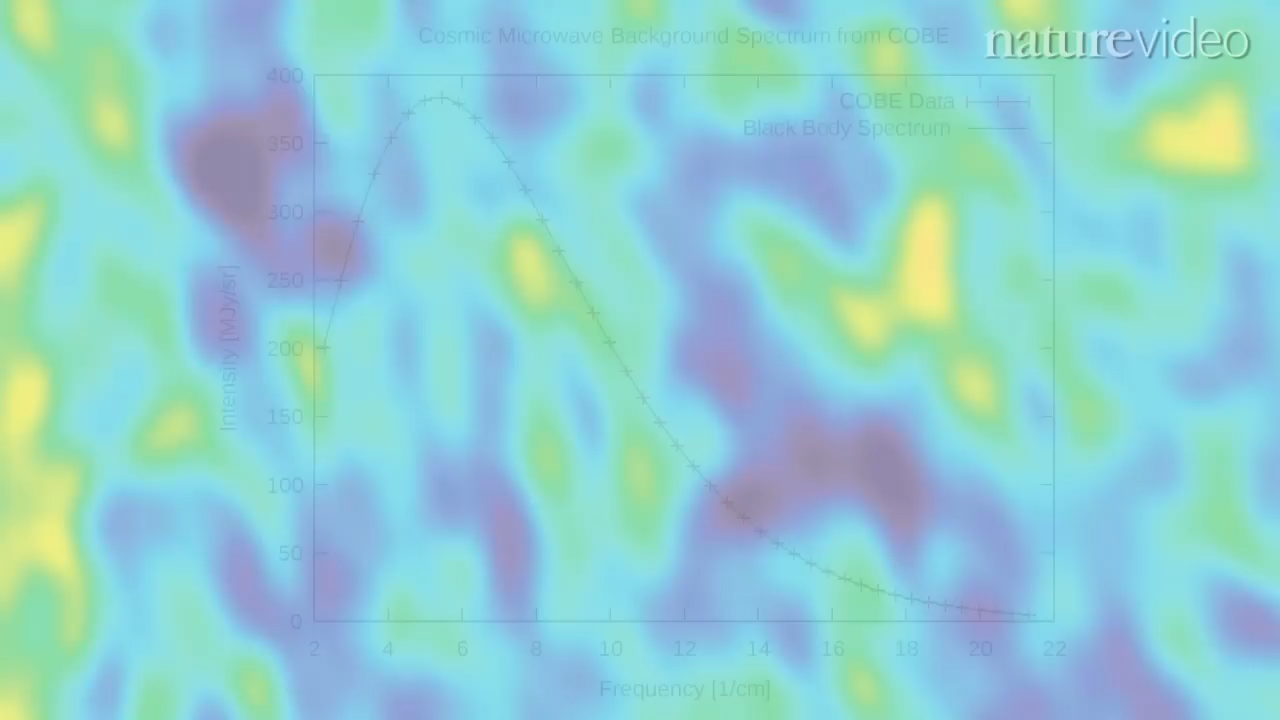 Cosmic Microwave Background Spectrum from COBE
naturevideo
400
COBE Data
Black Body Spectrum
350
300
250
200
150
100
50
0
Intensity [MJy/sr]
2 4 6 8 10 12 14 16 18 20 22
Frequency [1/cm]